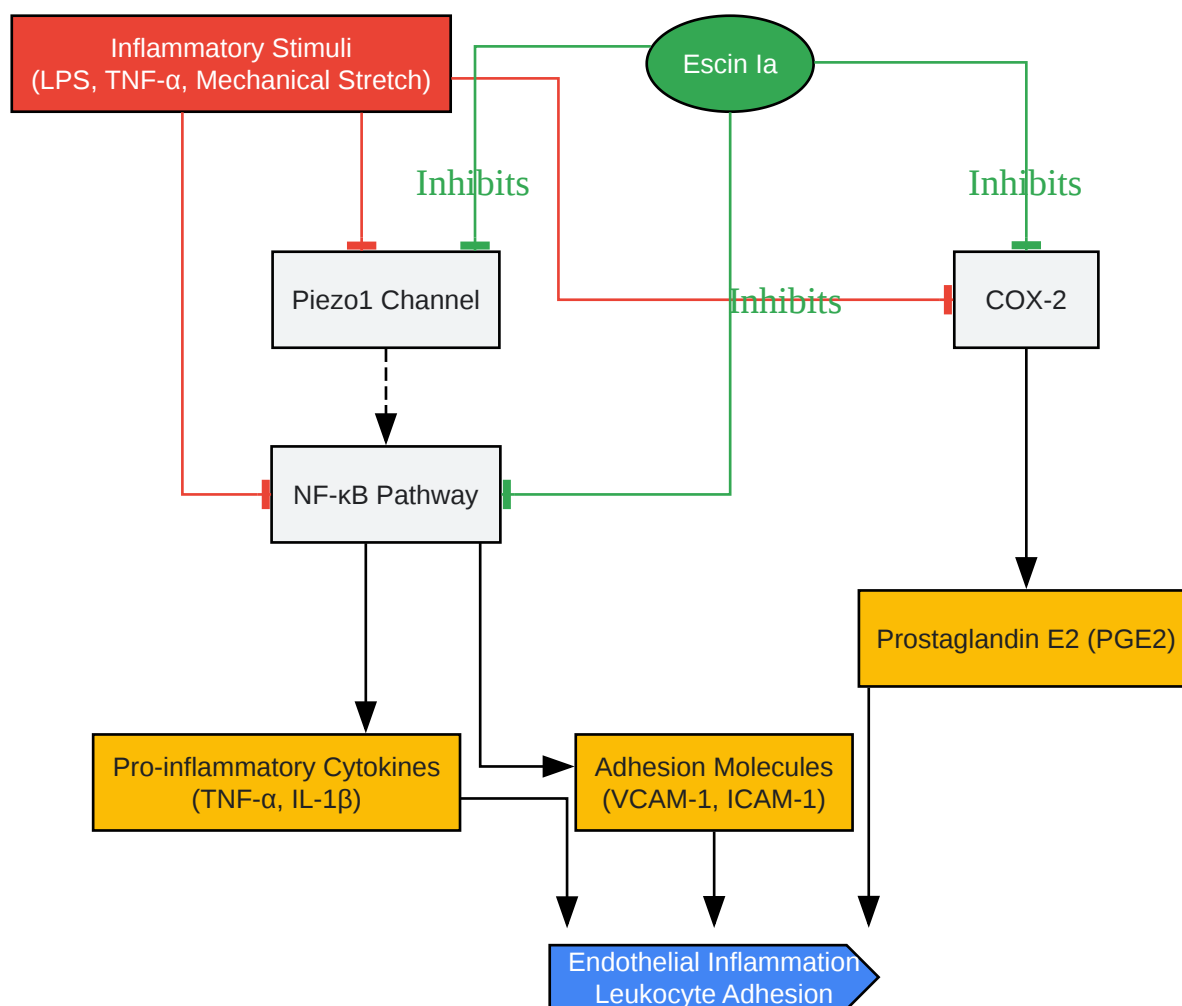 Inflammatory Stimuli
(LPS, TNF-α, Mechanical Stretch)
Escin Ia
Inhibits
Inhibits
Piezo1 Channel
Inhibits
COX-2
NF-κB Pathway
Prostaglandin E2 (PGE2)
Pro-inflammatory Cytokines
(TNF-α, IL-1β)
Adhesion Molecules
(VCAM-1, ICAM-1)
Endothelial Inflammation
Leukocyte Adhesion